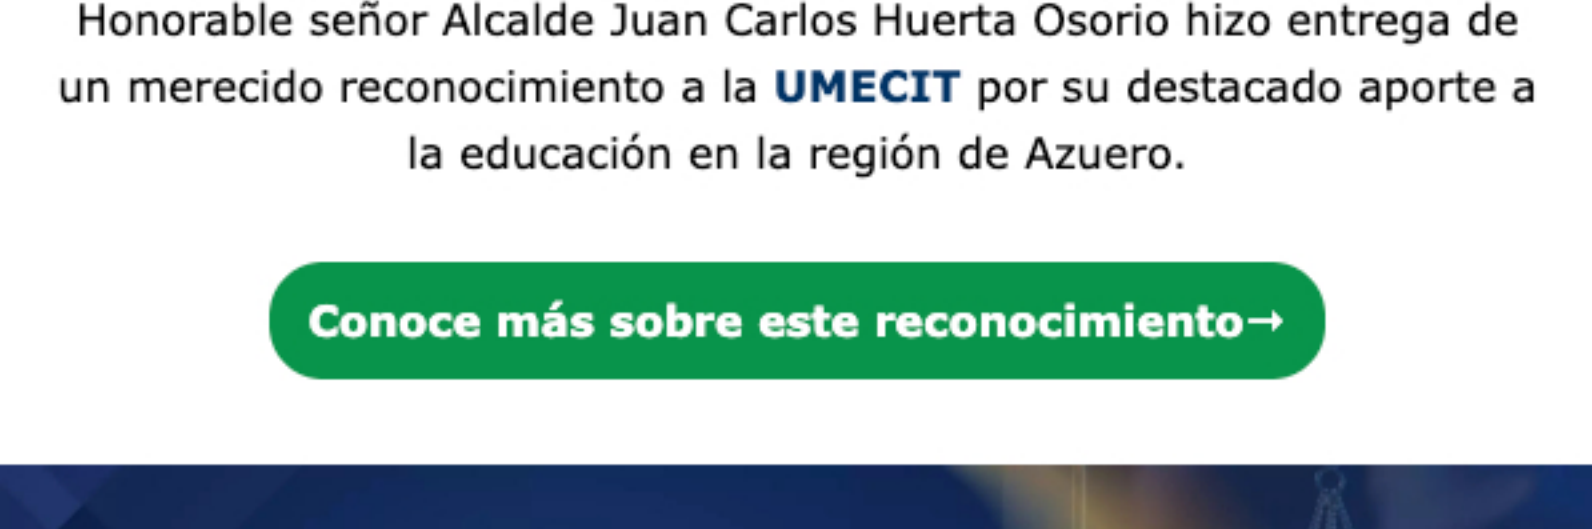 Honorable señor Alcalde Juan Carlos Huerta Osorio hizo entrega de
un merecido reconocimiento a la UMECIT por su destacado aporte a
la educación en la región de Azuero.
Conoce más sobre este reconocimiento→